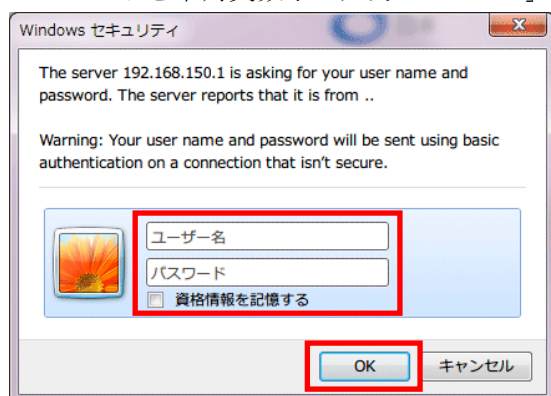 Windows セキュリティ
The server 192.168.150.1 is asking for your user name and
password. The server reports that it is from ..
Warning: Your user name and password will be sent using basic
authentication on a connection that isn't secure.
ユーザー名
パスワード
資格情報を記憶する
OK
キャンセル